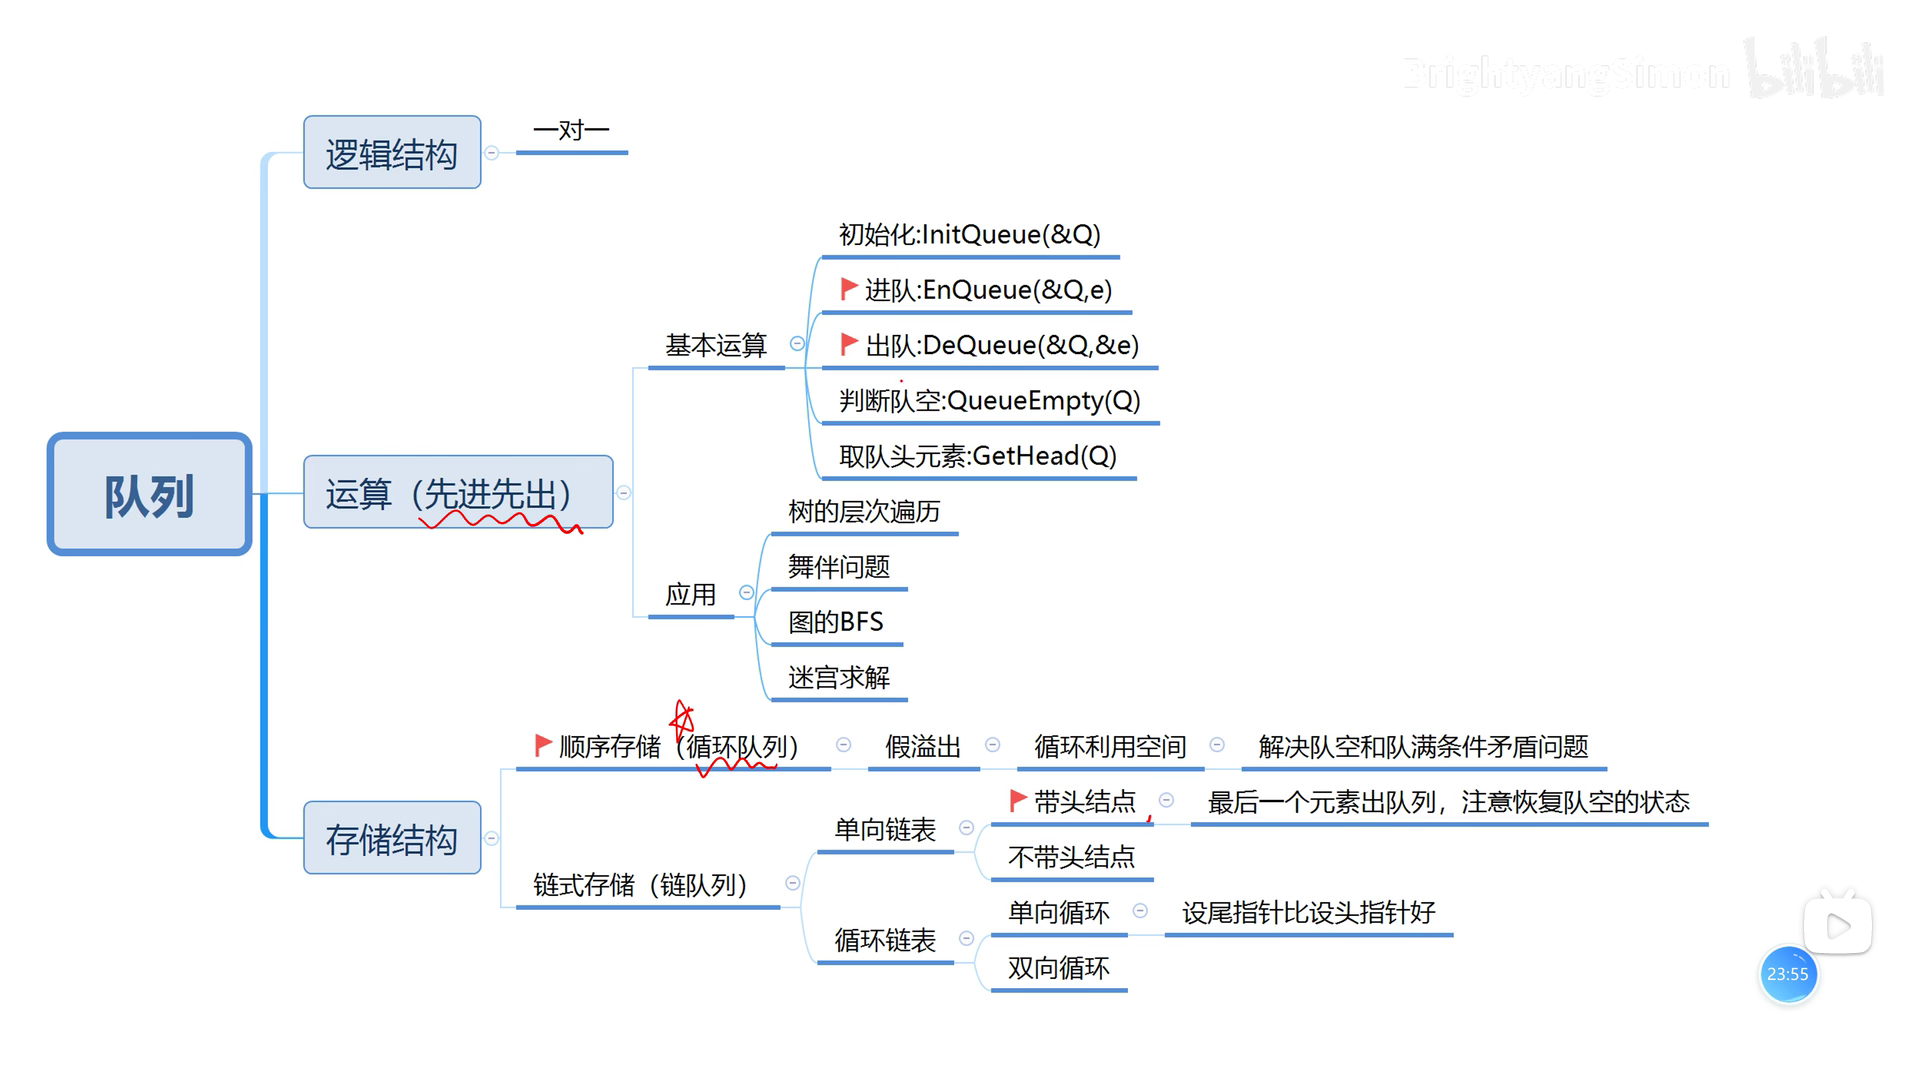 BrightyangSimon bilibili
逻辑结构
一对一
队列
运算（先进先出）
基本运算
初始化:InitQueue(&Q)
进队:EnQueue(&Q,e)
出队:DeQueue(&Q,&e)
判断队空:QueueEmpty(Q)
取队头元素:GetHead(Q)
应用
树的层次遍历
舞伴问题
图的BFS
迷宫求解
存储结构
顺序存储（循环队列）
假溢出
循环利用空间
解决队空和队满条件矛盾问题
链式存储（链队列）
单向链表
带头结点
最后一个元素出队列，注意恢复队空的状态
不带头结点
循环链表
单向循环
设尾指针比设头指针好
双向循环
23:55